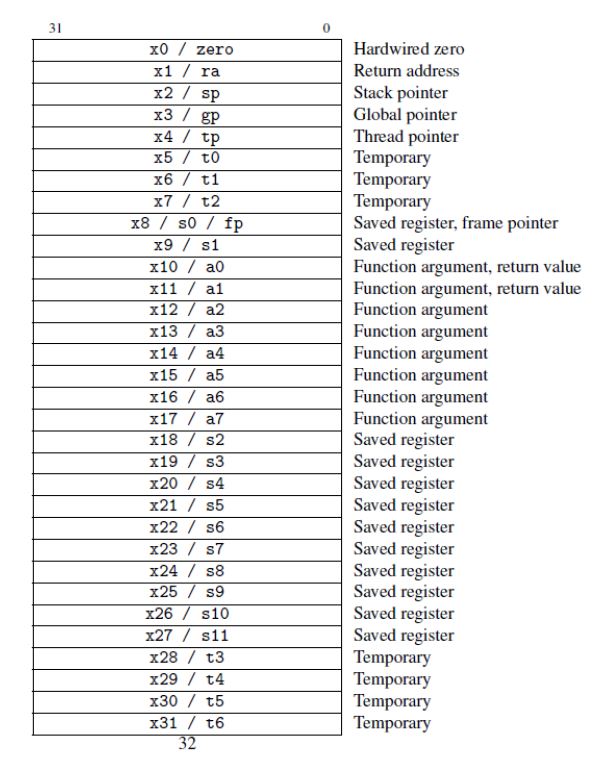 31 0
x0 / zero Hardwired zero
x1 / ra Return address
x2 / sp Stack pointer
x3 / gp Global pointer
x4 / tp Thread pointer
x5 / t0 Temporary
x6 / t1 Temporary
x7 / t2 Temporary
x8 / s0 / fp Saved register, frame pointer
x9 / s1 Saved register
x10 / a0 Function argument, return value
x11 / a1 Function argument, return value
x12 / a2 Function argument
x13 / a3 Function argument
x14 / a4 Function argument
x15 / a5 Function argument
x16 / a6 Function argument
x17 / a7 Function argument
x18 / s2 Saved register
x19 / s3 Saved register
x20 / s4 Saved register
x21 / s5 Saved register
x22 / s6 Saved register
x23 / s7 Saved register
x24 / s8 Saved register
x25 / s9 Saved register
x26 / s10 Saved register
x27 / s11 Saved register
x28 / t3 Temporary
x29 / t4 Temporary
x30 / t5 Temporary
x31 / t6 Temporary
32